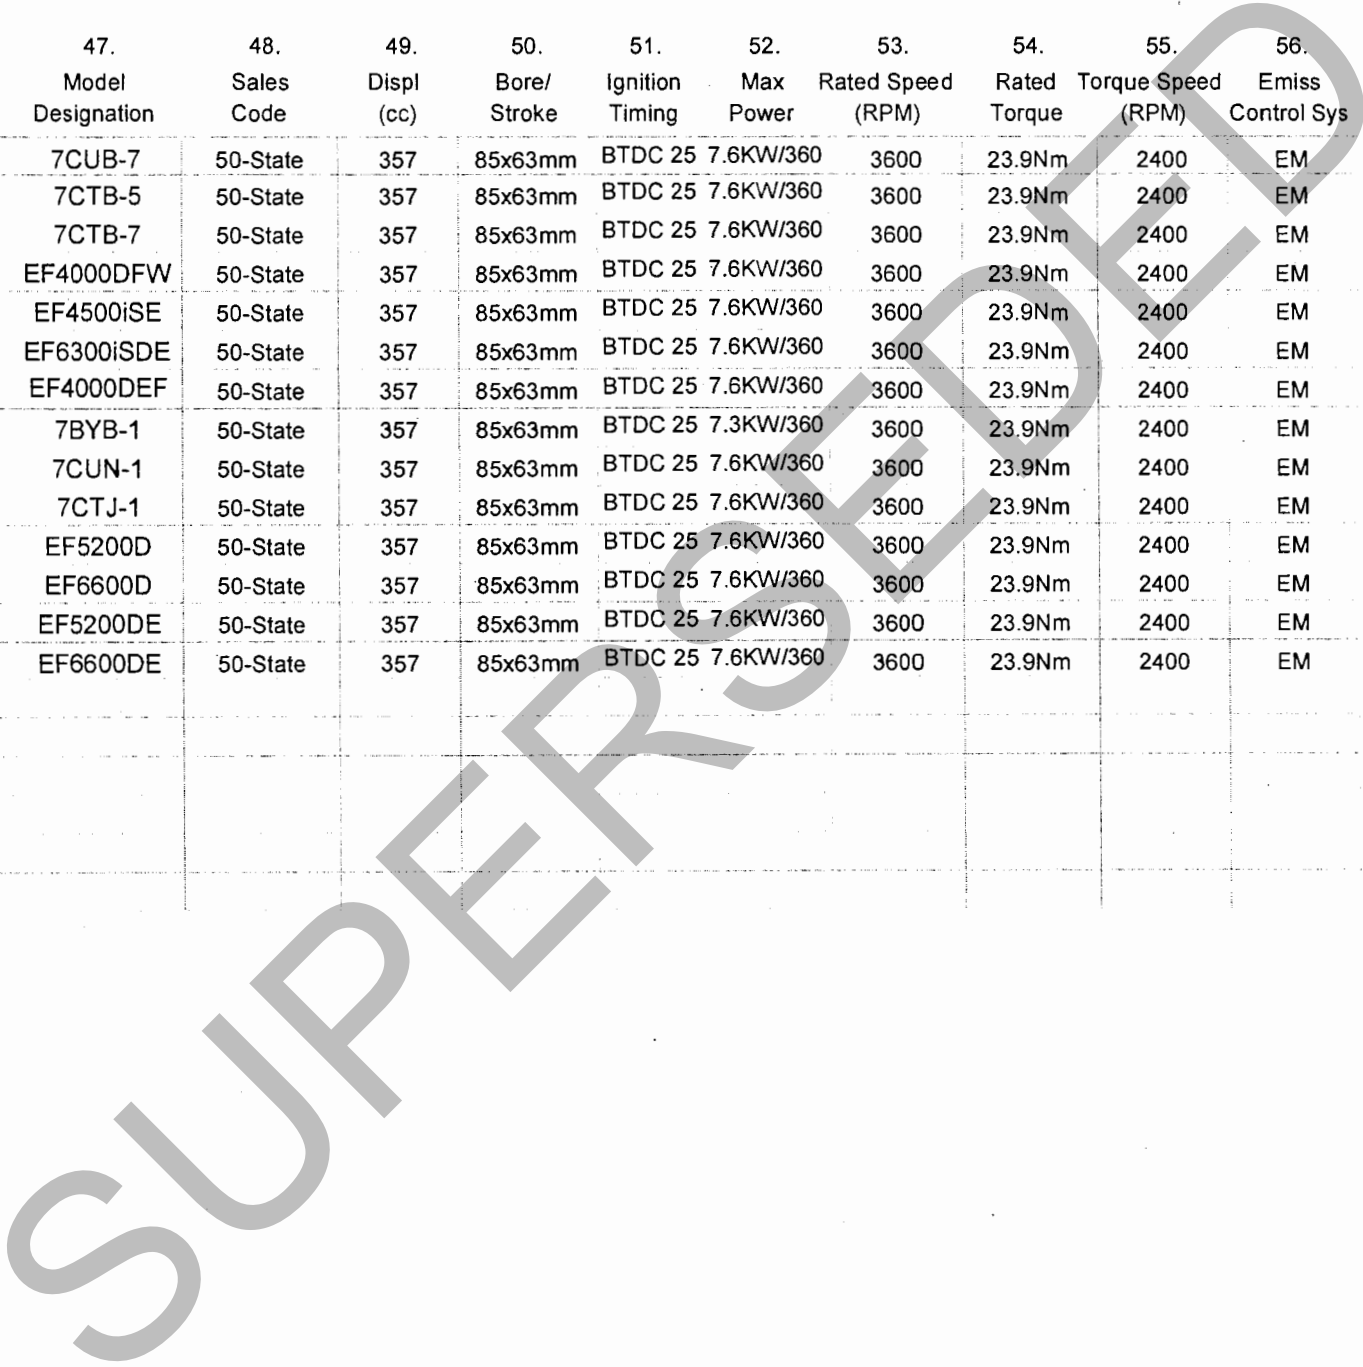 47. 48. 49. 50. 51. 52. 53. 54. 55. 56.
Model Sales Displ Bore/ Ignition Max Rated Speed Rated Torque Speed Emiss
Designation Code (cc) Stroke Timing Power (RPM) Torque (RPM) Control Sys
7CUB-7 50-State 357 85x63mm BTDC 25 7.6KW/360 3600 23.9Nm 2400 EM
7CTB-5 50-State 357 85x63mm BTDC 25 7.6KW/360 3600 23.9Nm 2400 EM
7CTB-7 50-State 357 85x63mm BTDC 25 7.6KW/360 3600 23.9Nm 2400 EM
EF4000DFW 50-State 357 85x63mm BTDC 25 7.6KW/360 3600 23.9Nm 2400 EM
EF4500iSE 50-State 357 85x63mm BTDC 25 7.6KW/360 3600 23.9Nm 2400 EM
EF6300iSDE 50-State 357 85x63mm BTDC 25 7.6KW/360 3600 23.9Nm 2400 EM
EF4000DEF 50-State 357 85x63mm BTDC 25 7.6KW/360 3600 23.9Nm 2400 EM
7BYB-1 50-State 357 85x63mm BTDC 25 7.3KW/360 3600 23.9Nm 2400 EM
7CUN-1 50-State 357 85x63mm BTDC 25 7.6KW/360 3600 23.9Nm 2400 EM
7CTJ-1 50-State 357 85x63mm BTDC 25 7.6KW/360 3600 23.9Nm 2400 EM
EF5200D 50-State 357 85x63mm BTDC 25 7.6KW/360 3600 23.9Nm 2400 EM
EF6600D 50-State 357 85x63mm BTDC 25 7.6KW/360 3600 23.9Nm 2400 EM
EF5200DE 50-State 357 85x63mm BTDC 25 7.6KW/360 3600 23.9Nm 2400 EM
EF6600DE 50-State 357 85x63mm BTDC 25 7.6KW/360 3600 23.9Nm 2400 EM
SUPERSEDED